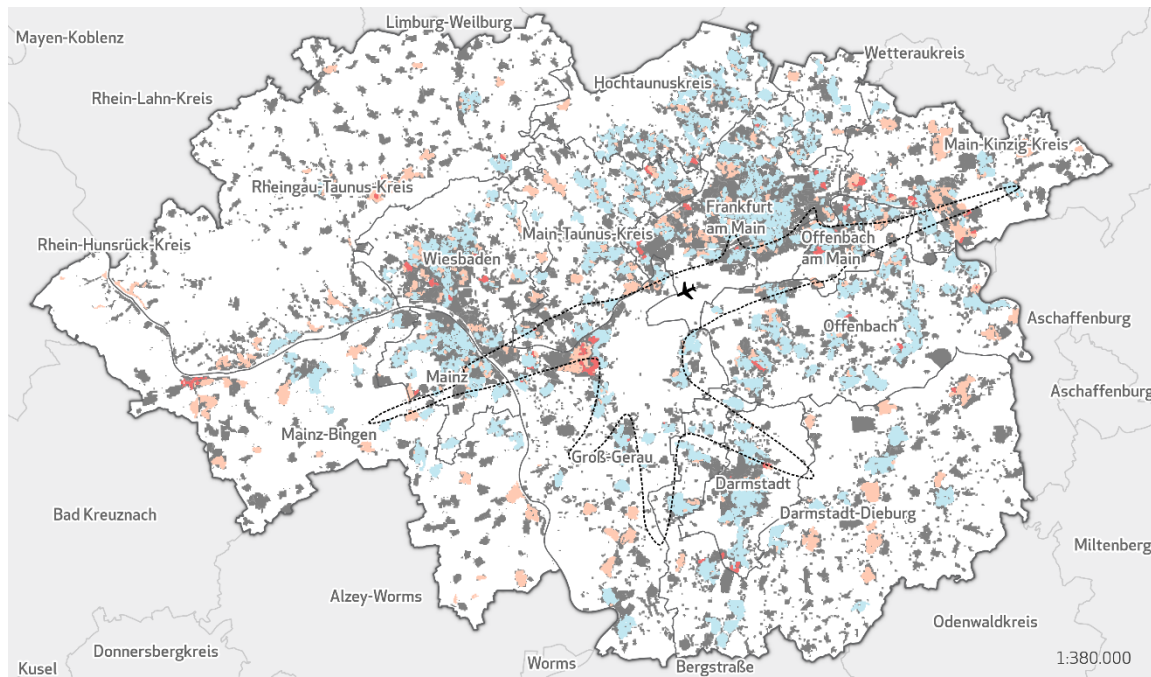 Limburg-Weilburg
Mayen-Koblenz
Wetteraukreis
Hochtaunuskreis
Rhein-Lahn-Kreis
Main-Kinzig-Kreis
Rheingau-Taunus-Kreis
Frankfurt
am Main
Main-Taunus-Kreis
Offenbach
am Main
Rhein-Hunsrück-Kreis
Wiesbaden
Aschaffenburg
Offenbach
Mainz
Aschaffenburg
Mainz-Bingen
Groß-Gerau
Darmstadt
Bad Kreuznach
Darmstadt-Dieburg
Miltenberg
Alzey-Worms
Odenwaldkreis
Donnersbergkreis
1:380.000
Worms
Kusel
Bergstraße